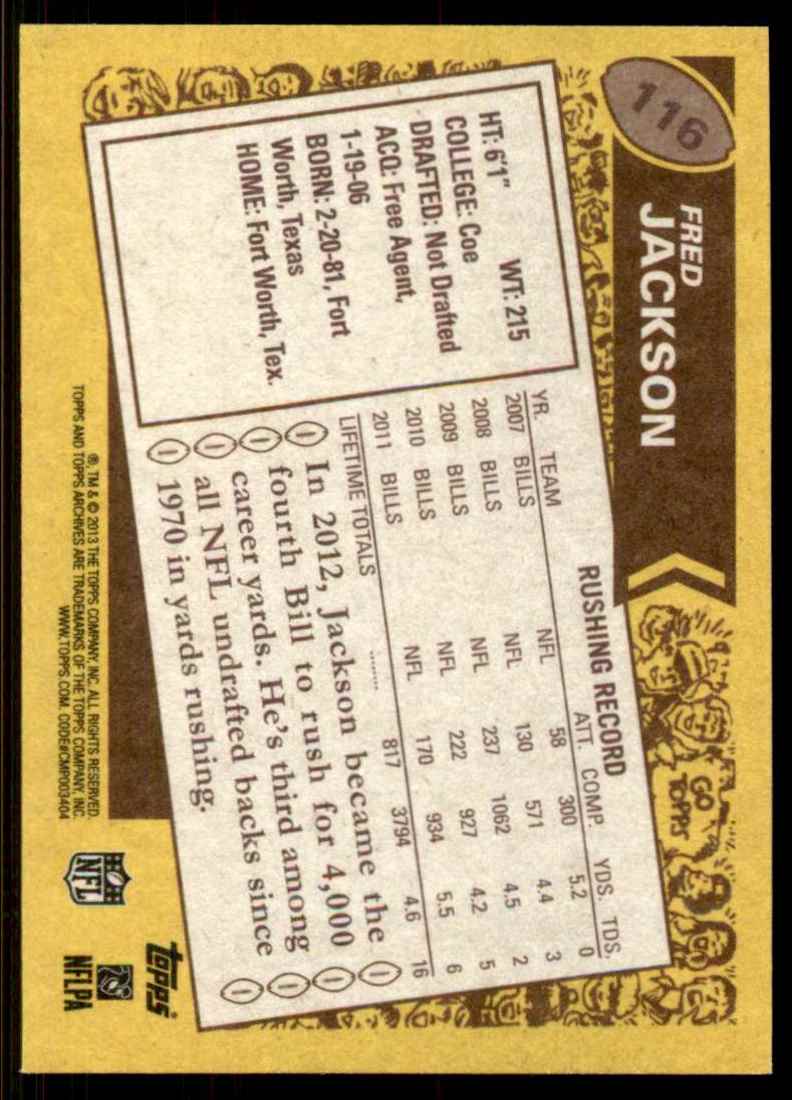 116
FRED
JACKSON
HT: 6'1" WT: 215
COLLEGE: Coe
DRAFTED: Not Drafted
ACQ: Free Agent,
1-19-06
BORN: 2-20-81, Fort
Worth, Texas
HOME: Fort Worth, Tex.
RUSHING RECORD
YR. TEAM ATT. COMP. YDS. TDS.
2007 BILLS NFL 58 300 5.2 0
2008 BILLS NFL 130 571 4.4 3
2009 BILLS NFL 237 1062 4.5 2
2010 BILLS NFL 222 927 4.2 5
2011 BILLS NFL 170 934 5.5 6
LIFETIME TOTALS ......... 817 3794 4.6 16
In 2012, Jackson became the
fourth Bill to rush for 4,000
career yards. He's third among
all NFL undrafted backs since
1970 in yards rushing.
GO
TOPPS
®, TM & © 2013 THE TOPPS COMPANY, INC. ALL RIGHTS RESERVED.
TOPPS AND TOPPS ARCHIVES ARE TRADEMARKS OF THE TOPPS COMPANY, INC.
WWW.TOPPS.COM. CODE#CMP003404
NFL
topps
NFLPA